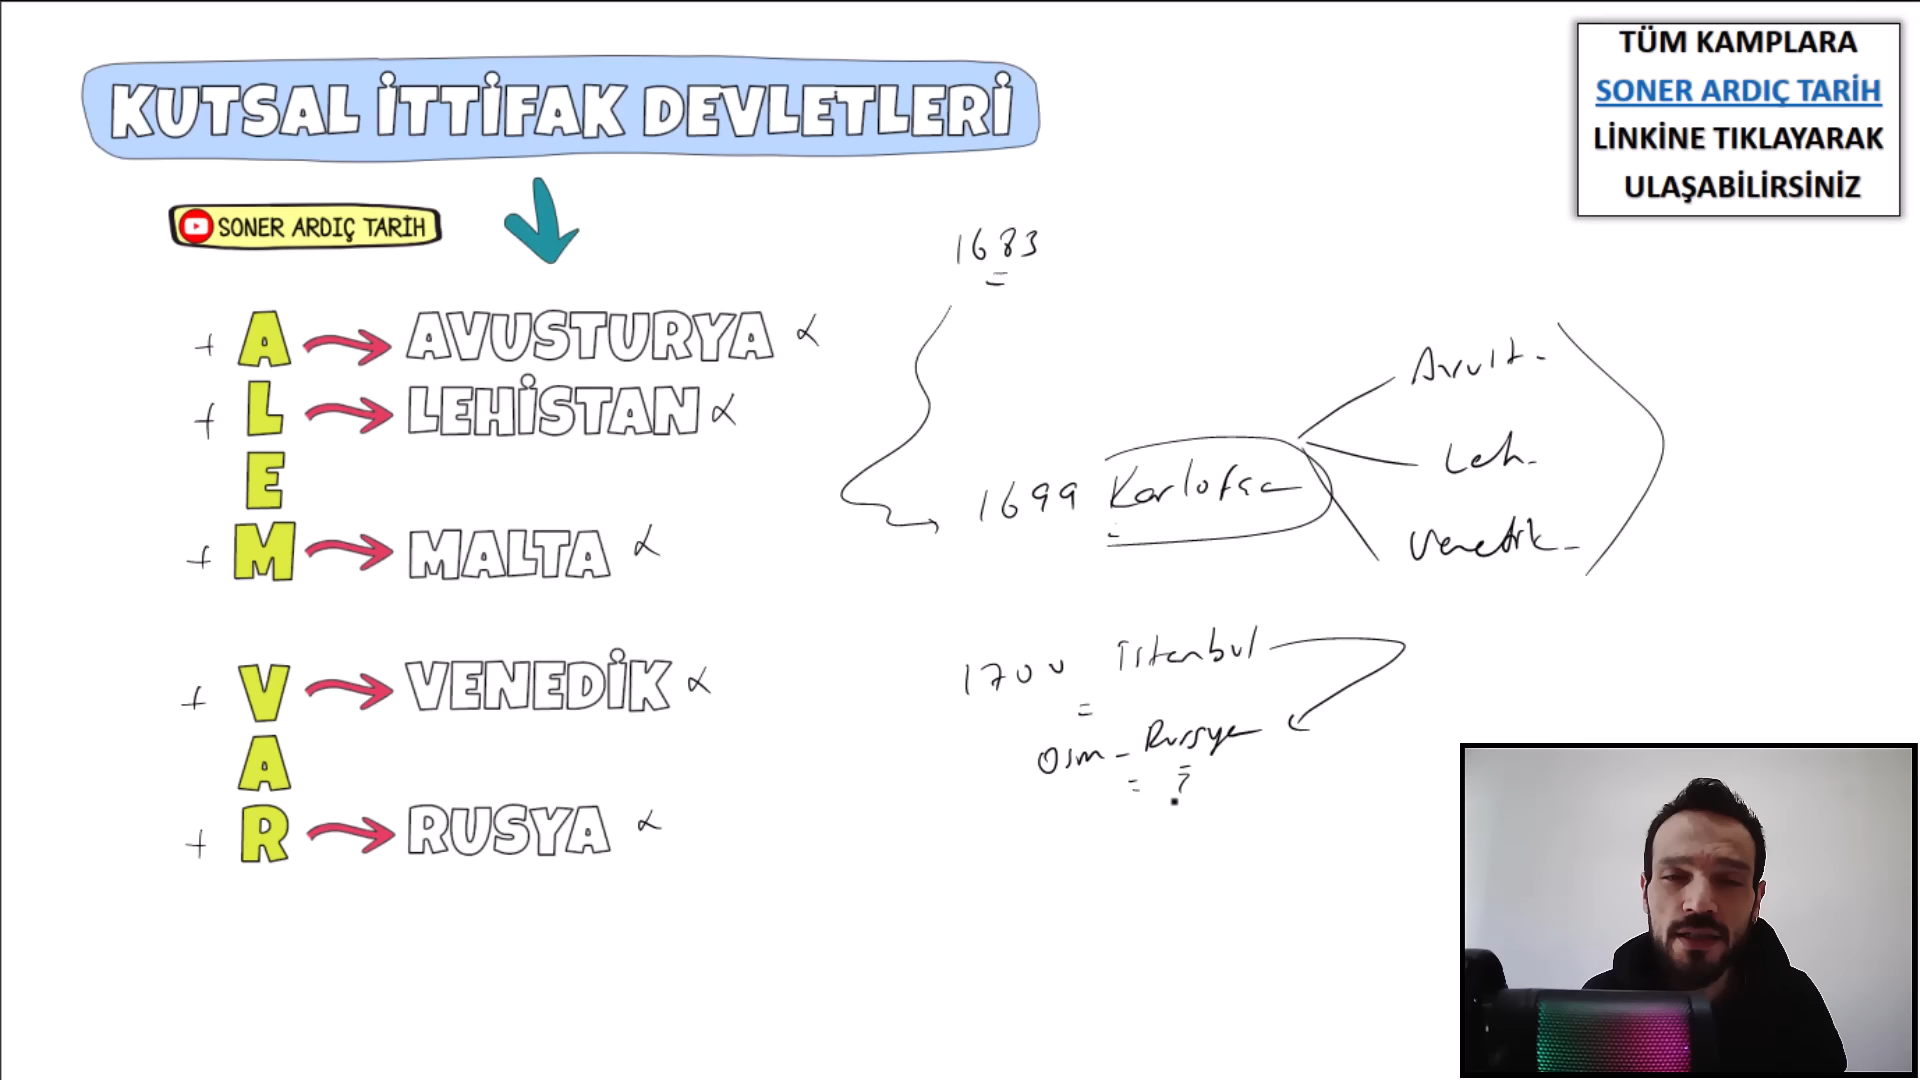 KUTSAL İTTİFAK DEVLETLERİ
TÜM KAMPLARA
SONER ARDIÇ TARİH
LİNKİNE TIKLAYARAK
ULAŞABİLİRSİNİZ
SONER ARDIÇ TARİH
+ A AVUSTURYA
+ L LEHİSTAN
E
+ M MALTA
+ V VENEDİK
A
+ R RUSYA
1683
1699 Karlofça
Avust.
Leh.
Venedik
1700 İstanbul
Osm - Rusya
?